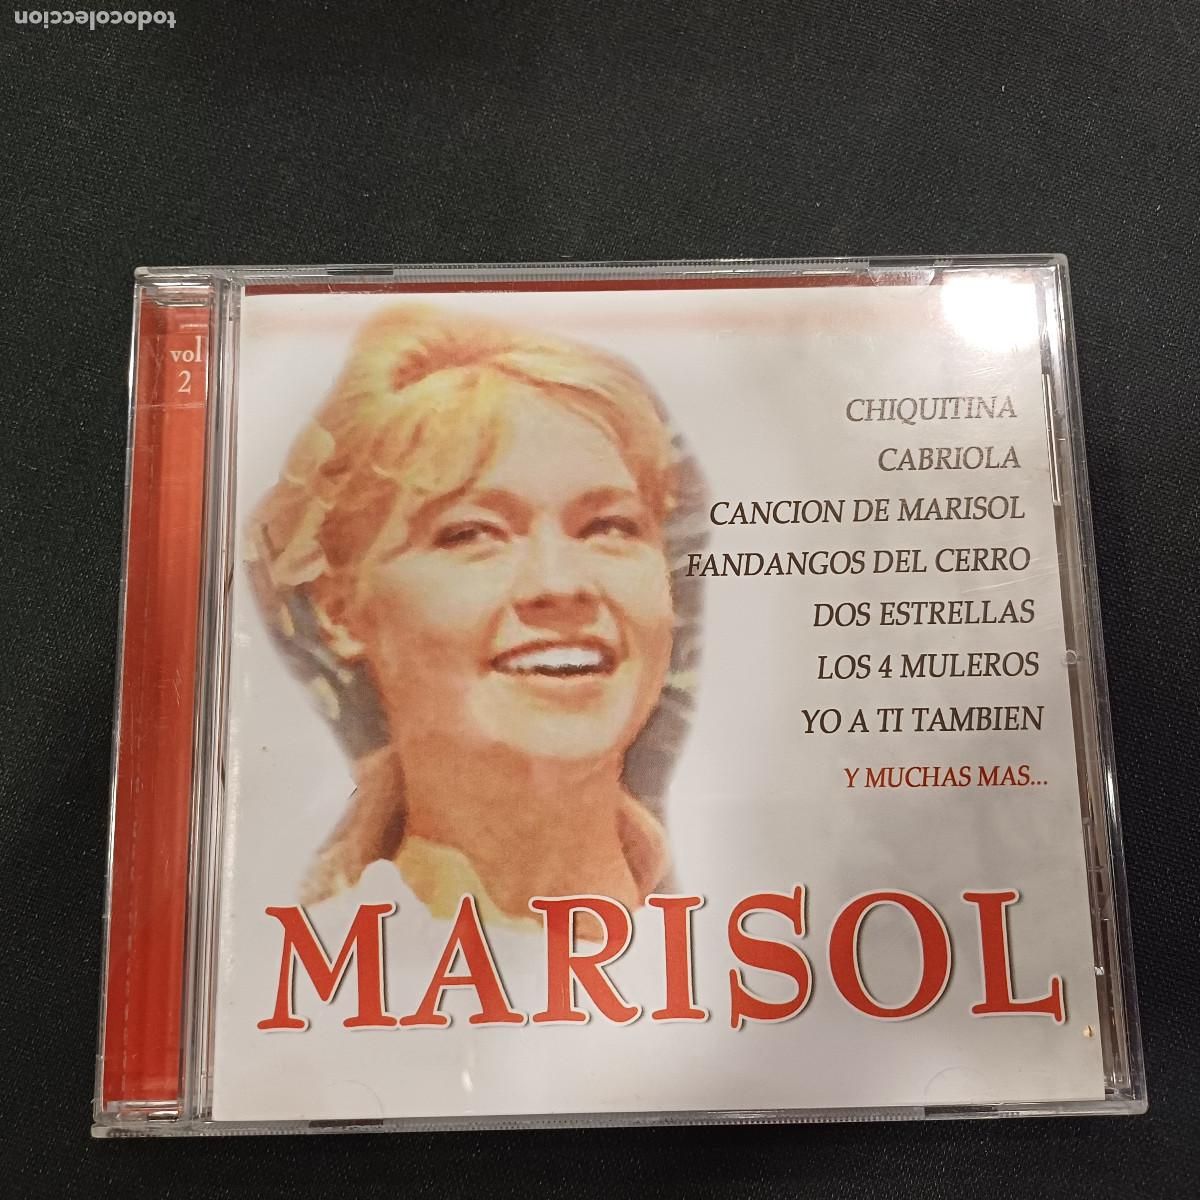 todocoleccion
vol
2
CHIQUITINA
CABRIOLA
CANCION DE MARISOL
FANDANGOS DEL CERRO
DOS ESTRELLAS
LOS 4 MULEROS
YO A TI TAMBIEN
Y MUCHAS MAS...
MARISOL